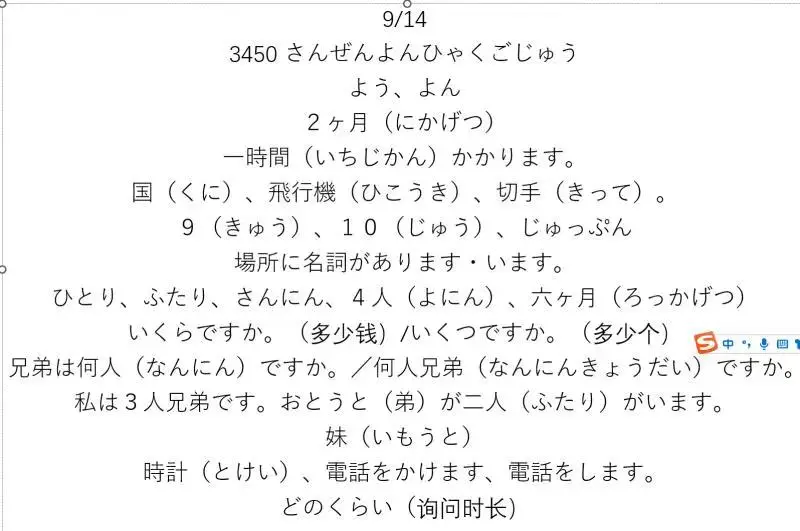 9/14
3450 さんぜんよんひゃくごじゅう
よう、よん
２ヶ月（にかげつ）
一時間（いちじかん）かかります。
国（くに）、飛行機（ひこうき）、切手（きって）。
９（きゅう）、１０（じゅう）、じゅっぷん
場所に名詞があります・います。
ひとり、ふたり、さんにん、４人（よにん）、六ヶ月（ろっかげつ）
いくらですか。（多少钱）/いくつですか。（多少个）
中
兄弟は何人（なんにん）ですか。／何人兄弟（なんにんきょうだい）ですか。
私は３人兄弟です。おとうと（弟）が二人（ふたり）がいます。
妹（いもうと）
時計（とけい）、電話をかけます、電話をします。
どのくらい（询问时长）